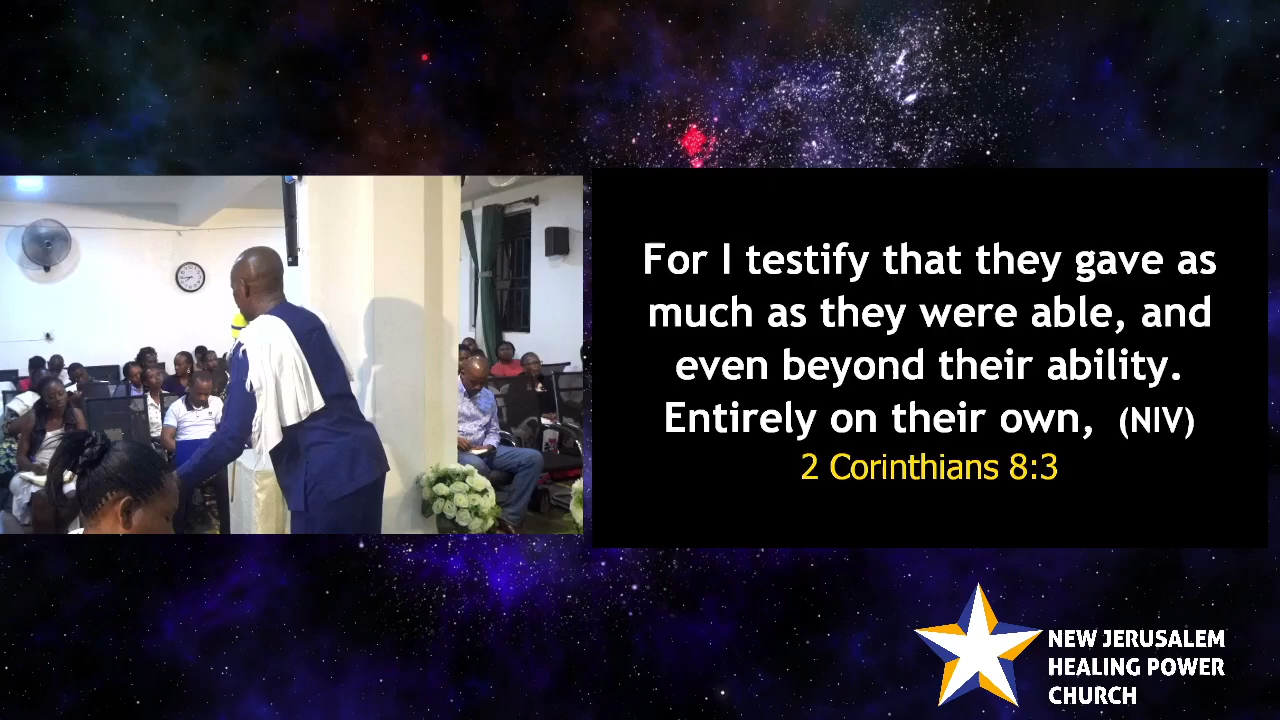 For I testify that they gave as
much as they were able, and
even beyond their ability.
Entirely on their own, (NIV)
2 Corinthians 8:3
NEW JERUSALEM
HEALING POWER
CHURCH